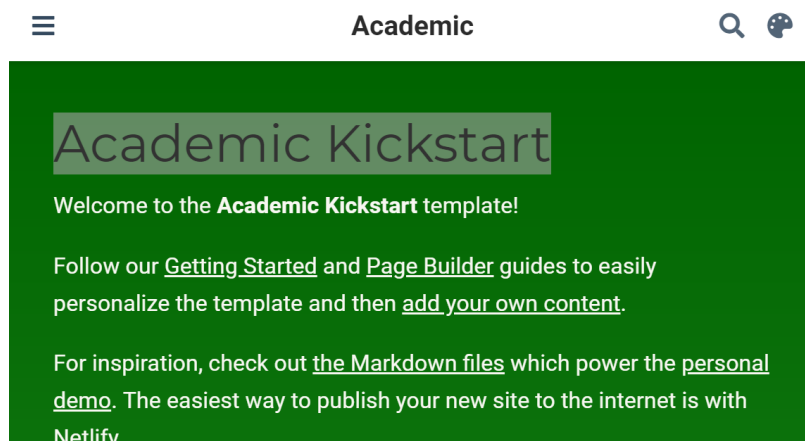 Academic
Academic Kickstart
Welcome to the Academic Kickstart template!
Follow our Getting Started and Page Builder guides to easily
personalize the template and then add your own content.
For inspiration, check out the Markdown files which power the personal
demo. The easiest way to publish your new site to the internet is with
Netlify